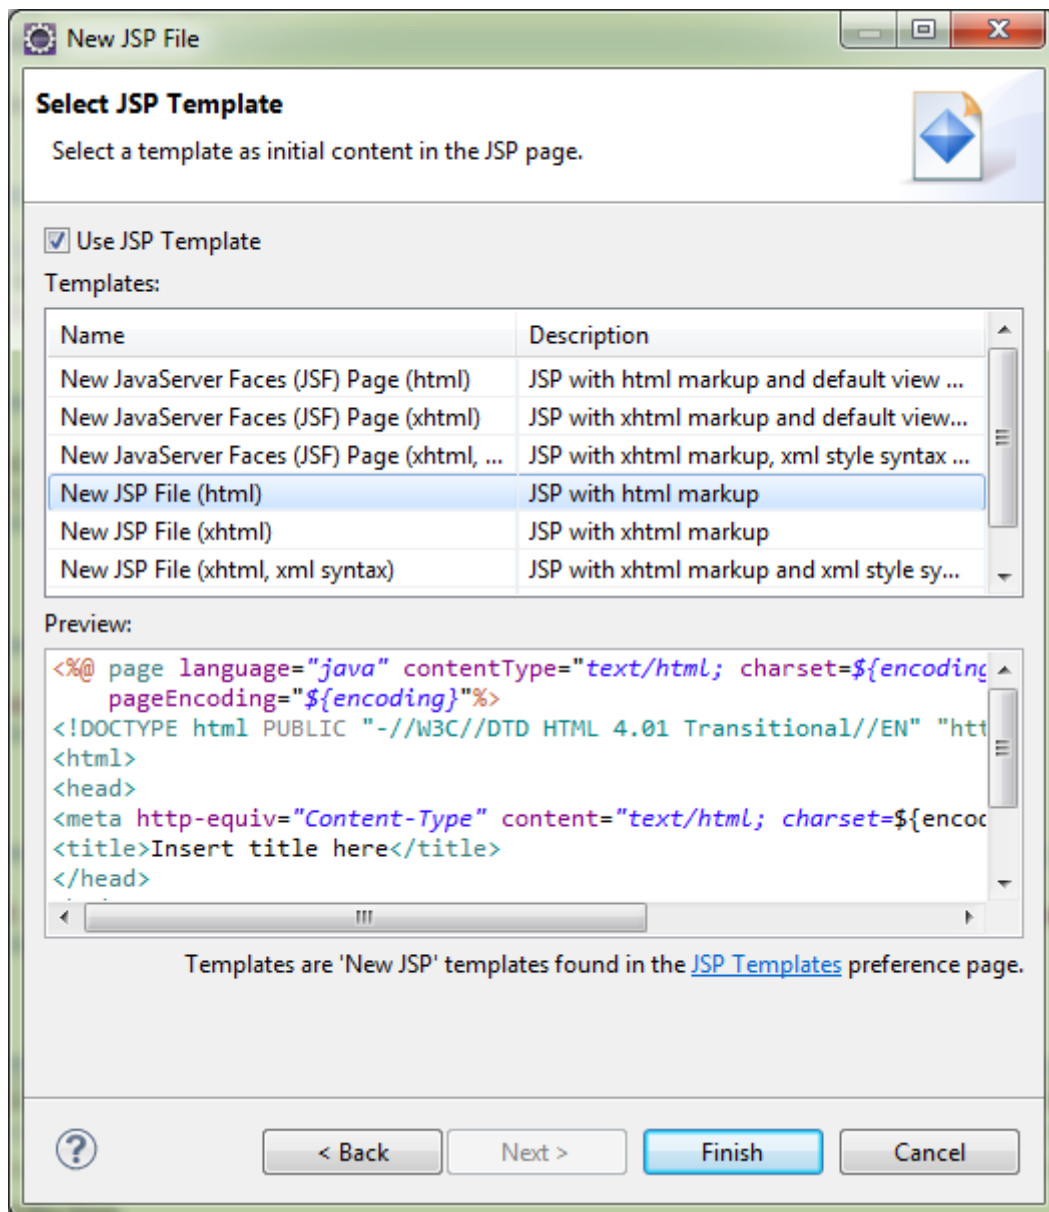 New JSP File
Select JSP Template
Select a template as initial content in the JSP page.
Use JSP Template
Templates:
Name Description
New JavaServer Faces (JSF) Page (html) JSP with html markup and default view ...
New JavaServer Faces (JSF) Page (xhtml) JSP with xhtml markup and default view...
New JavaServer Faces (JSF) Page (xhtml, ... JSP with xhtml markup, xml style syntax ...
New JSP File (html) JSP with html markup
New JSP File (xhtml) JSP with xhtml markup
New JSP File (xhtml, xml syntax) JSP with xhtml markup and xml style sy...
Preview:
<%@ page language="java" contentType="text/html; charset=${encoding
pageEncoding="${encoding}"%>
<!DOCTYPE html PUBLIC "-//W3C//DTD HTML 4.01 Transitional//EN" "htt
<html>
<head>
<meta http-equiv="Content-Type" content="text/html; charset=${encod
<title>Insert title here</title>
</head>
Templates are 'New JSP' templates found in the JSP Templates preference page.
? < Back Next > Finish Cancel